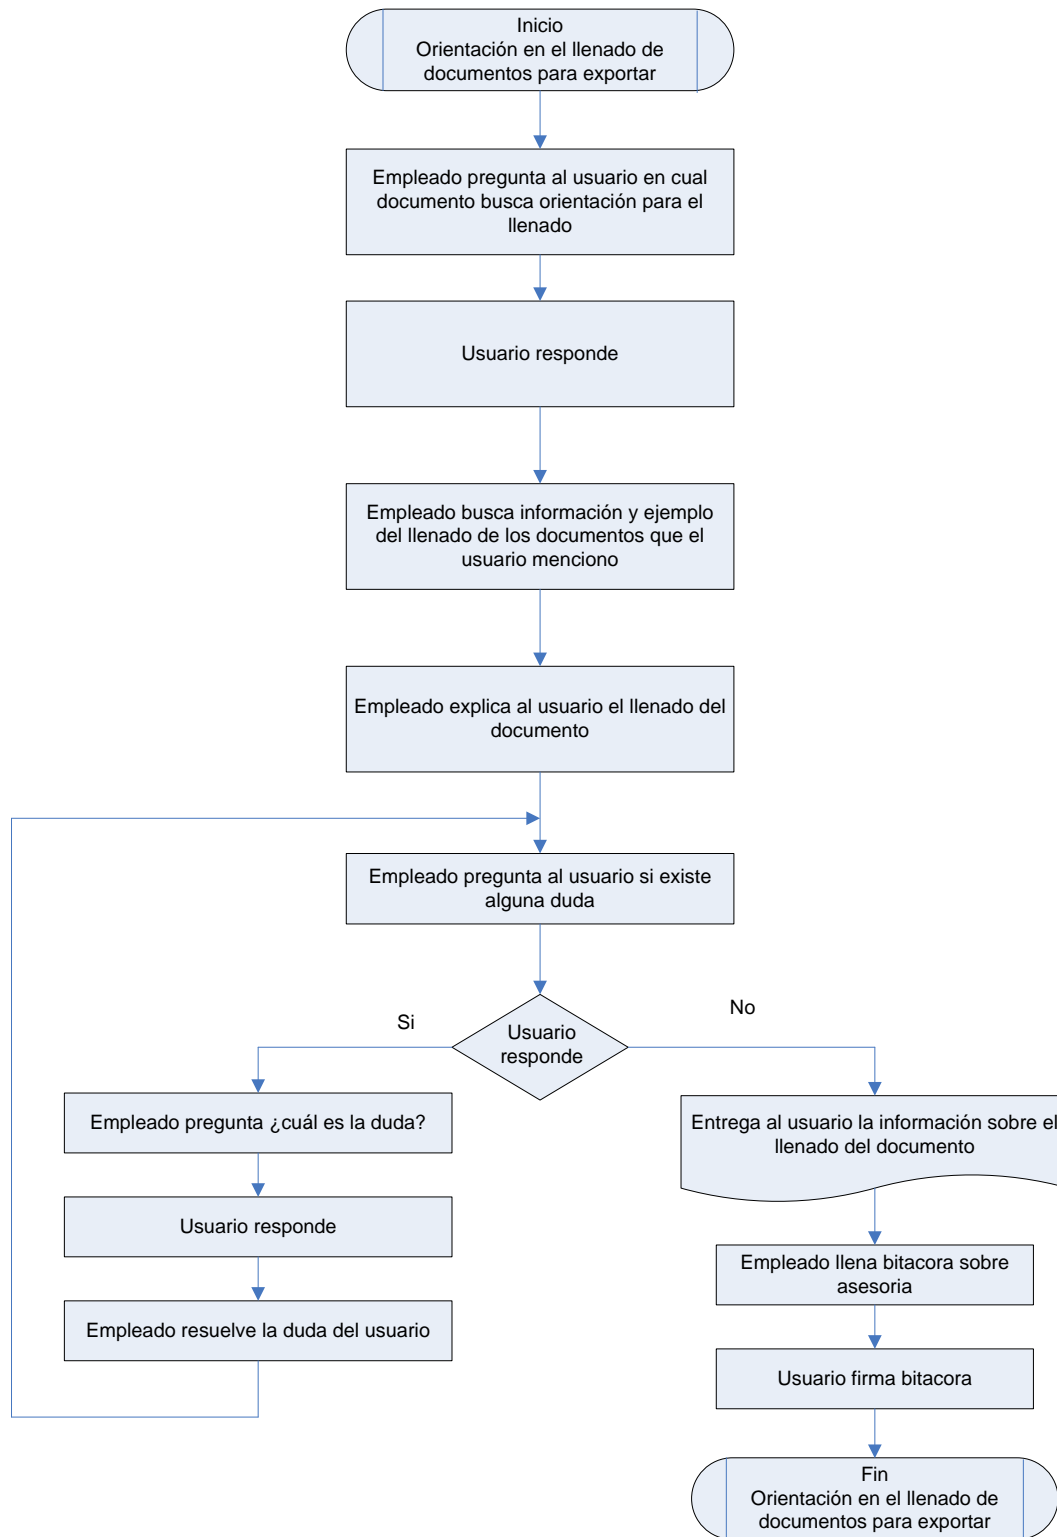 Inicio
Orientación en el llenado de
documentos para exportar
Empleado pregunta al usuario en cual
documento busca orientación para el
llenado
Usuario responde
Empleado busca información y ejemplo
del llenado de los documentos que el
usuario menciono
Empleado explica al usuario el llenado del
documento
Empleado pregunta al usuario si existe
alguna duda
Usuario
responde
Si
No
Empleado pregunta ¿cuál es la duda?
Usuario responde
Empleado resuelve la duda del usuario
Entrega al usuario la información sobre el
llenado del documento
Empleado llena bitacora sobre
asesoria
Usuario firma bitacora
Fin
Orientación en el llenado de
documentos para exportar